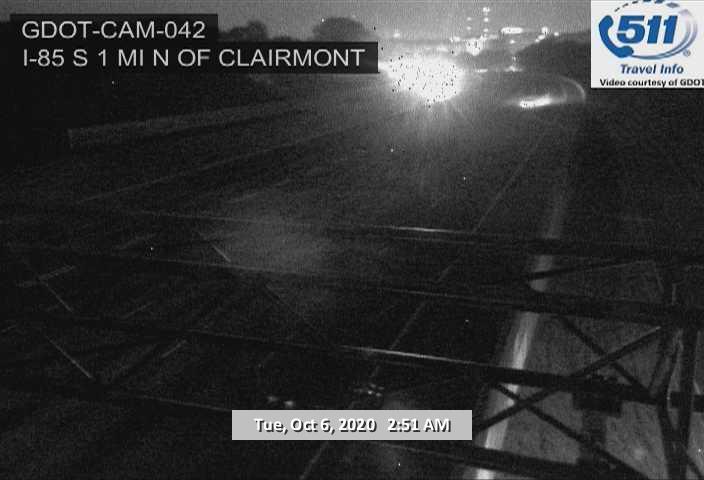 GDOT-CAM-042
I-85 S 1 MI N OF CLAIRMONT
511
Travel Info
Video courtesy of GDOT
Tue, Oct 6, 2020 2:51 AM